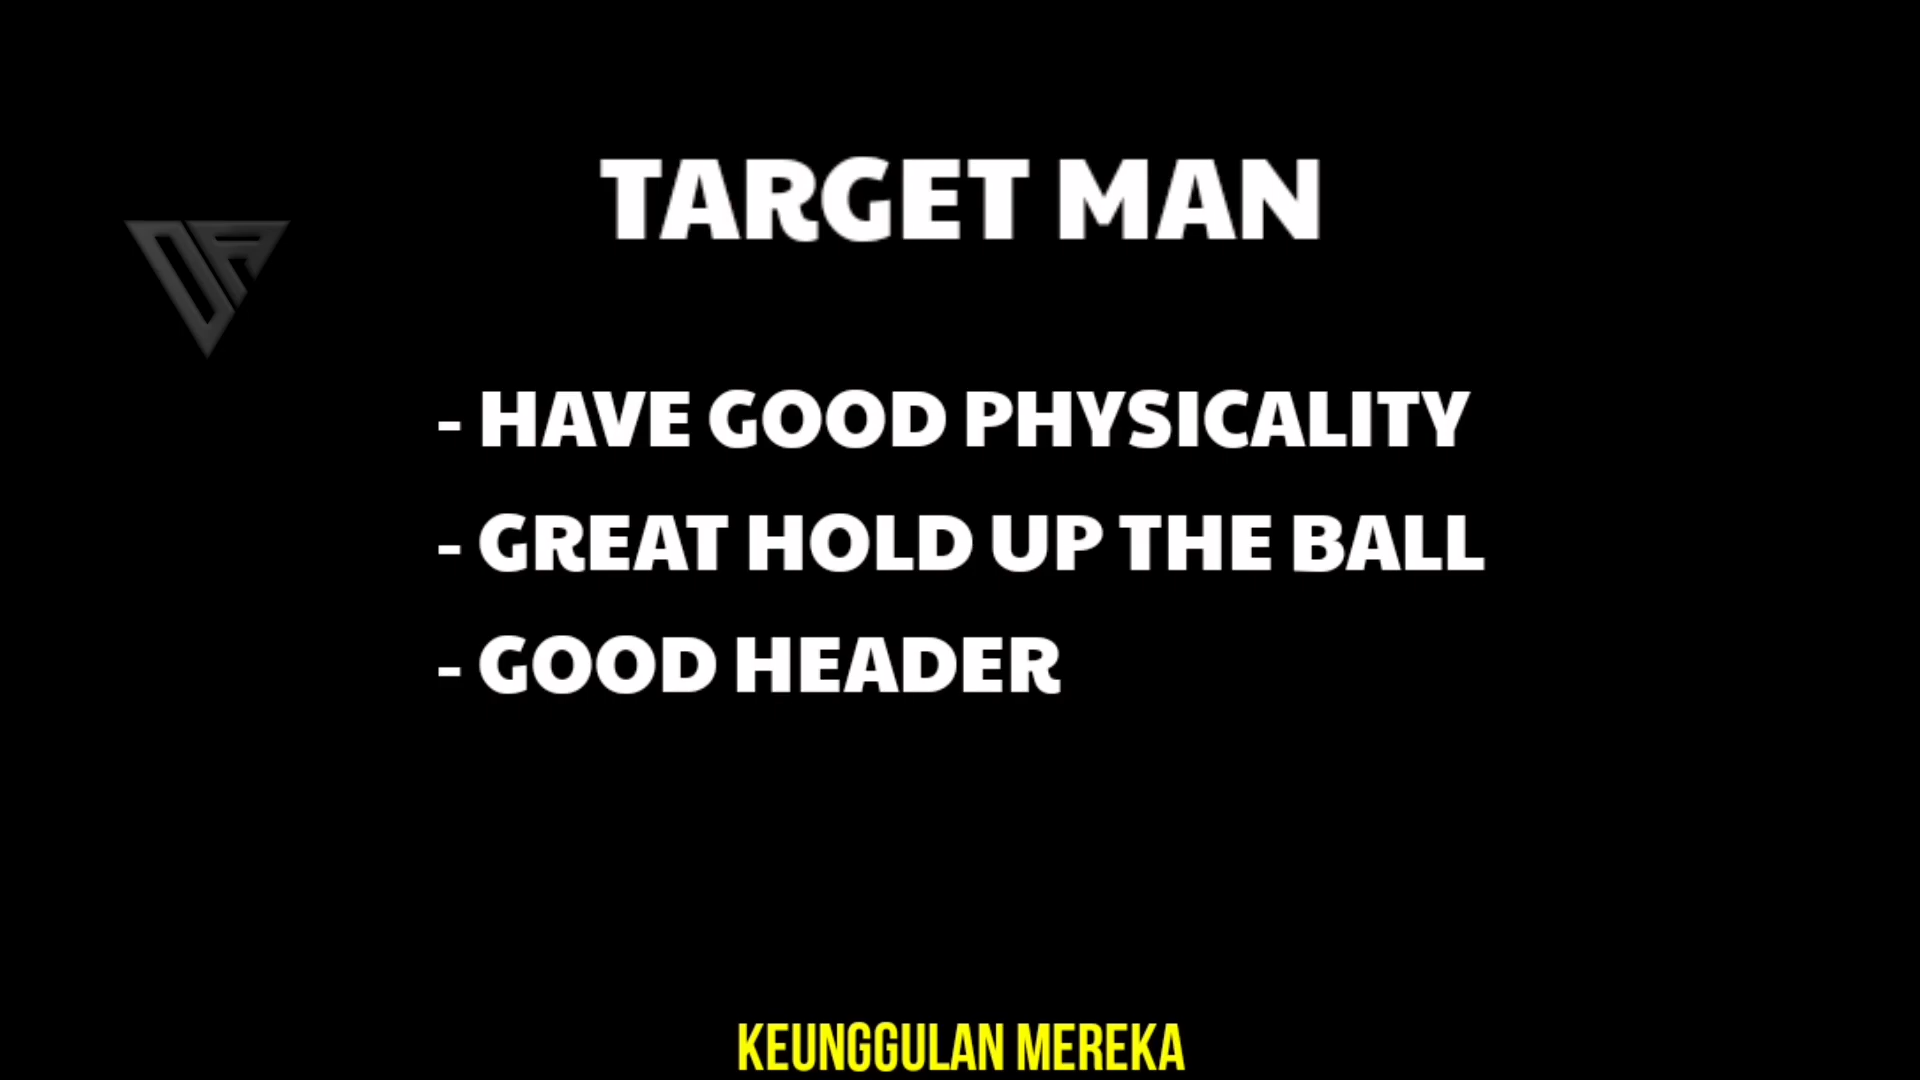 TARGET MAN
- HAVE GOOD PHYSICALITY
- GREAT HOLD UP THE BALL
- GOOD HEADER
KEUNGGULAN MEREKA